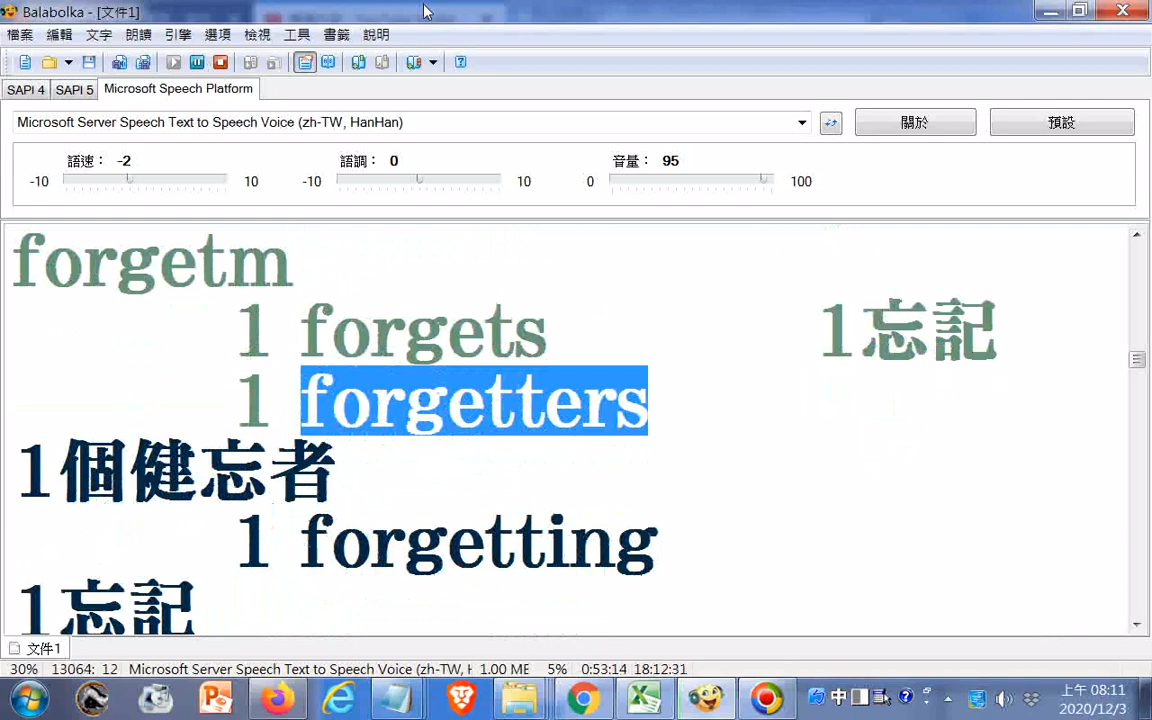 Balabolka - [文件1]
檔案 編輯 文字 朗讀 引擎 選項 檢視 工具 書籤 說明
SAPI 4 SAPI 5 Microsoft Speech Platform
Microsoft Server Speech Text to Speech Voice (zh-TW, HanHan) 關於 預設
語速： -2 語調： 0 音量： 95
-10 10 -10 10 0 100
forgetm
1 forgets 1忘記
1 forgetters
1個健忘者
1 forgetting
1忘記
文件1
30% 13064: 12 Microsoft Server Speech Text to Speech Voice (zh-TW, 1.00 ME 5% 0:53:14 18:12:31
中 上午 08:11
2020/12/3